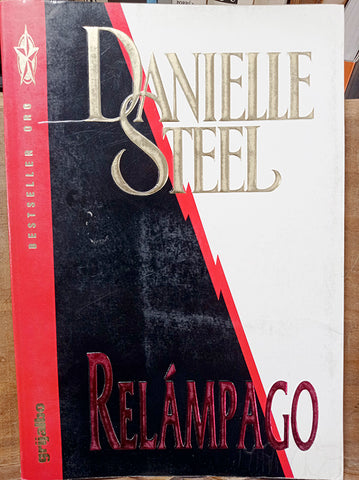 DANIELLE
STEEL
BESTSELLER ORO
RELÁMPAGO
grijalbo